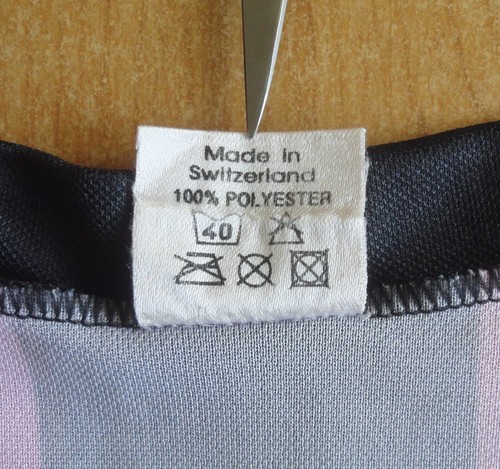 Made in
Switzerland
100% POLYESTER
40